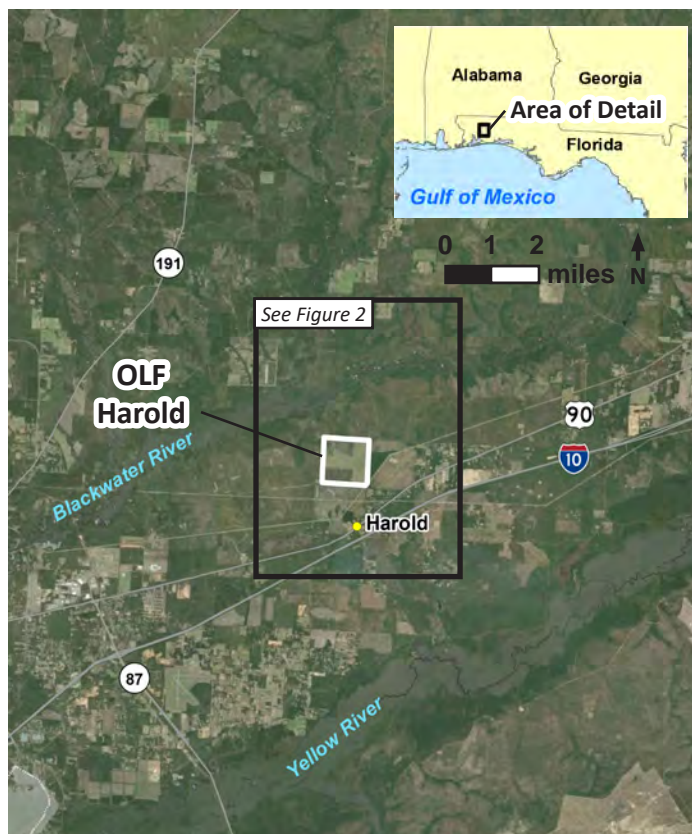 Alabama
Georgia
Area of Detail
Florida
Gulf of Mexico
0 1 2
miles N
191
See Figure 2
OLF
Harold
90
10
Blackwater River
Harold
87
Yellow River